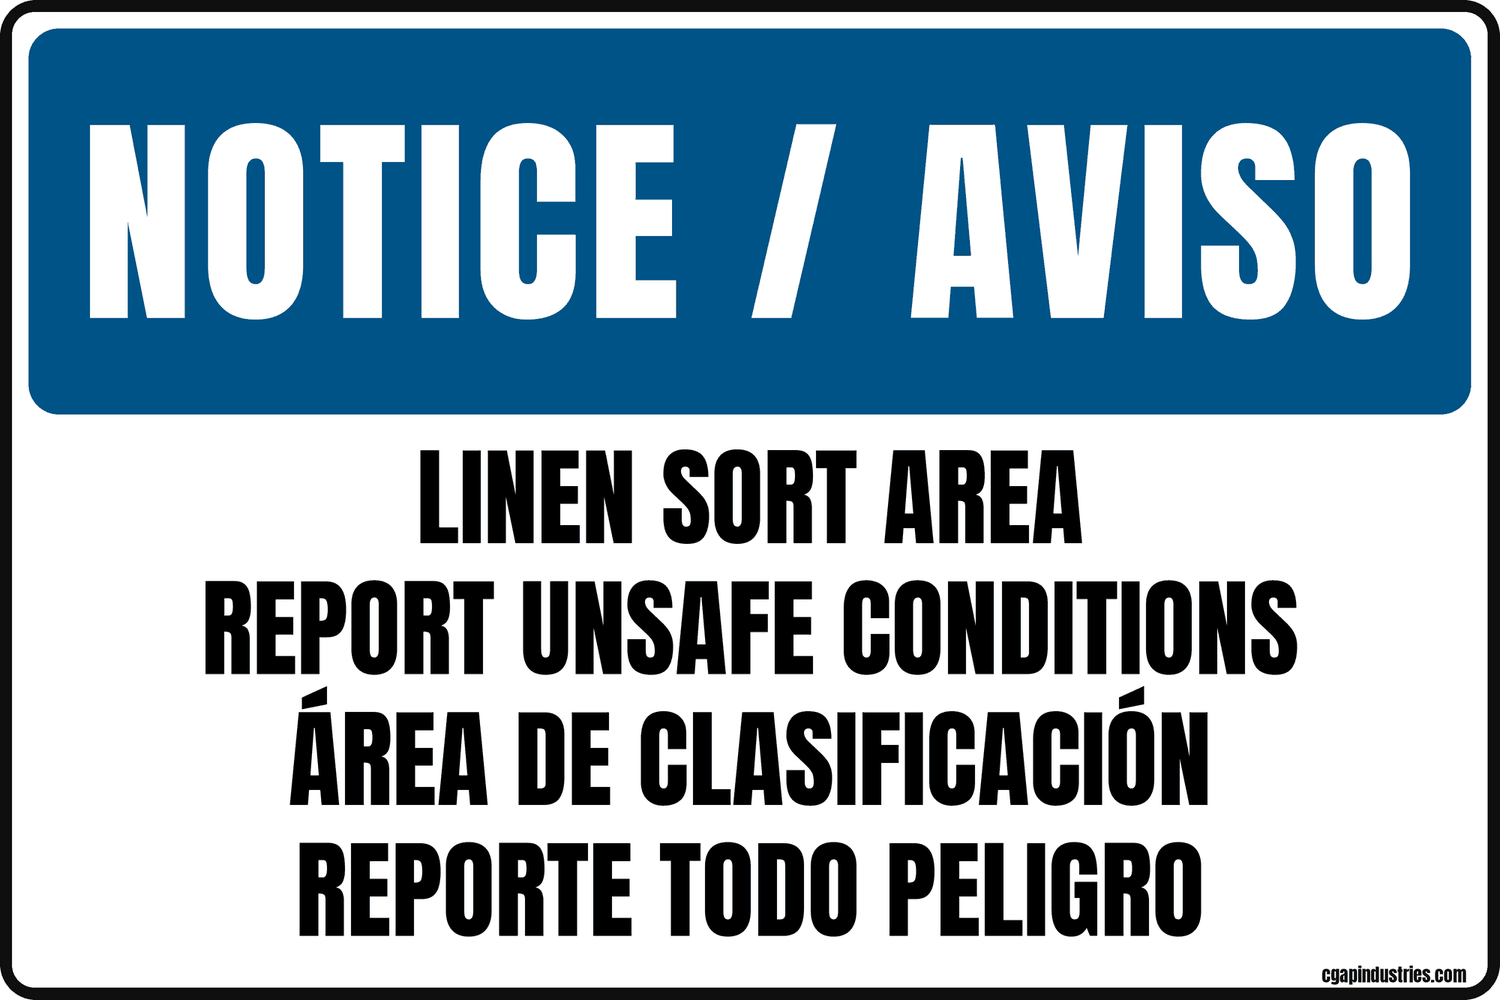 NOTICE / AVISO
LINEN SORT AREA
REPORT UNSAFE CONDITIONS
ÁREA DE CLASIFICACIÓN
REPORTE TODO PELIGRO
cgapindustries.com